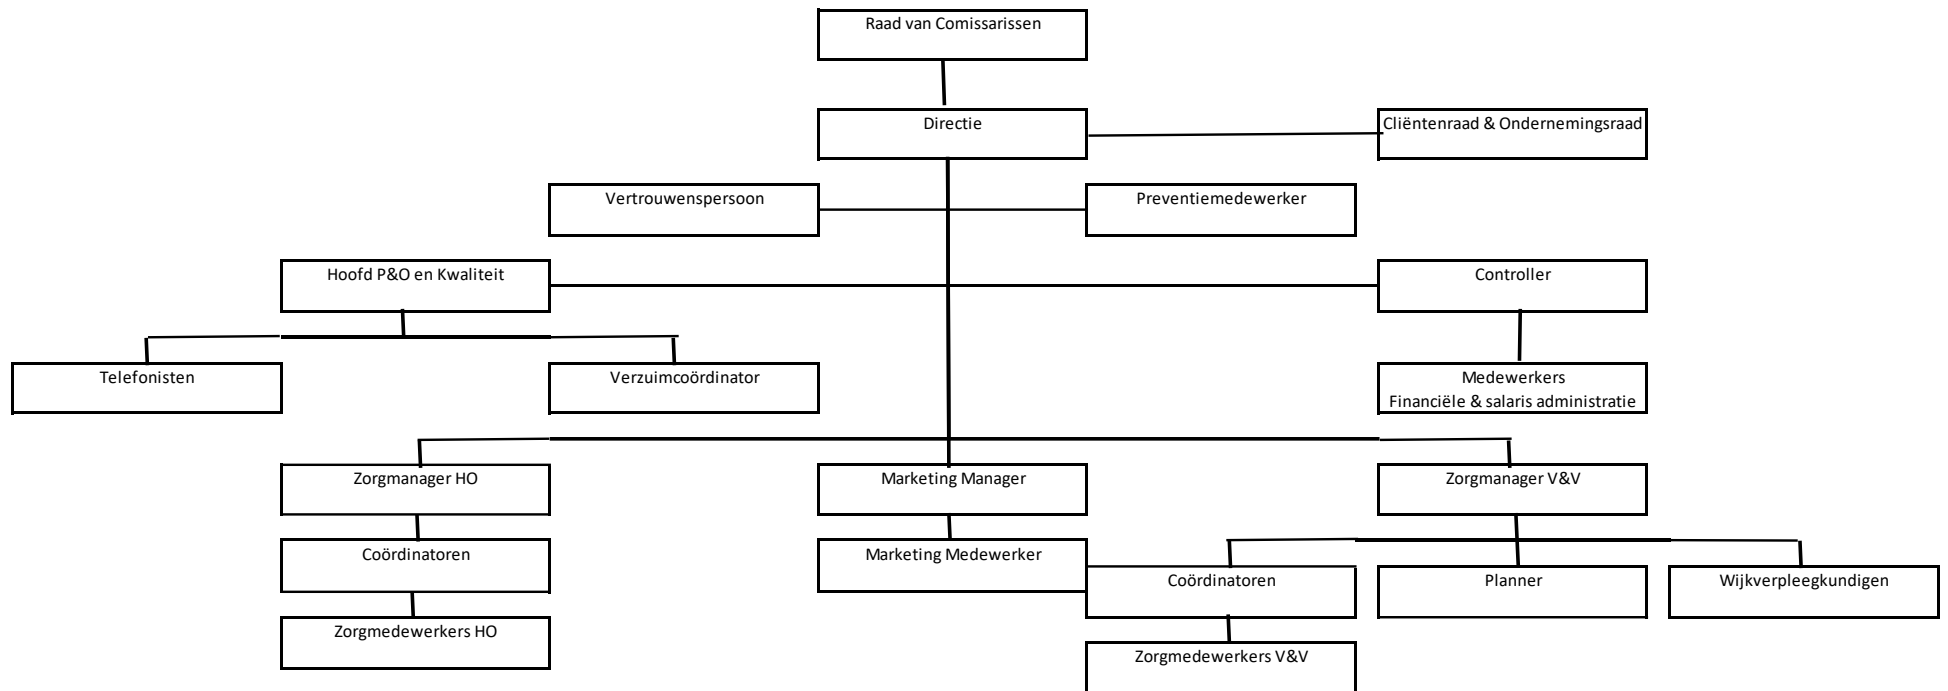 Raad van Comissarissen
Directie
Cliëntenraad & Ondernemingsraad
Vertrouwenspersoon
Preventiemedewerker
Hoofd P&O en Kwaliteit
Controller
Telefonisten
Verzuimcoördinator
Medewerkers
Financiële & salaris administratie
Zorgmanager HO
Marketing Manager
Zorgmanager V&V
Coördinatoren
Marketing Medewerker
Coördinatoren
Planner
Wijkverpleegkundigen
Zorgmedewerkers HO
Zorgmedewerkers V&V